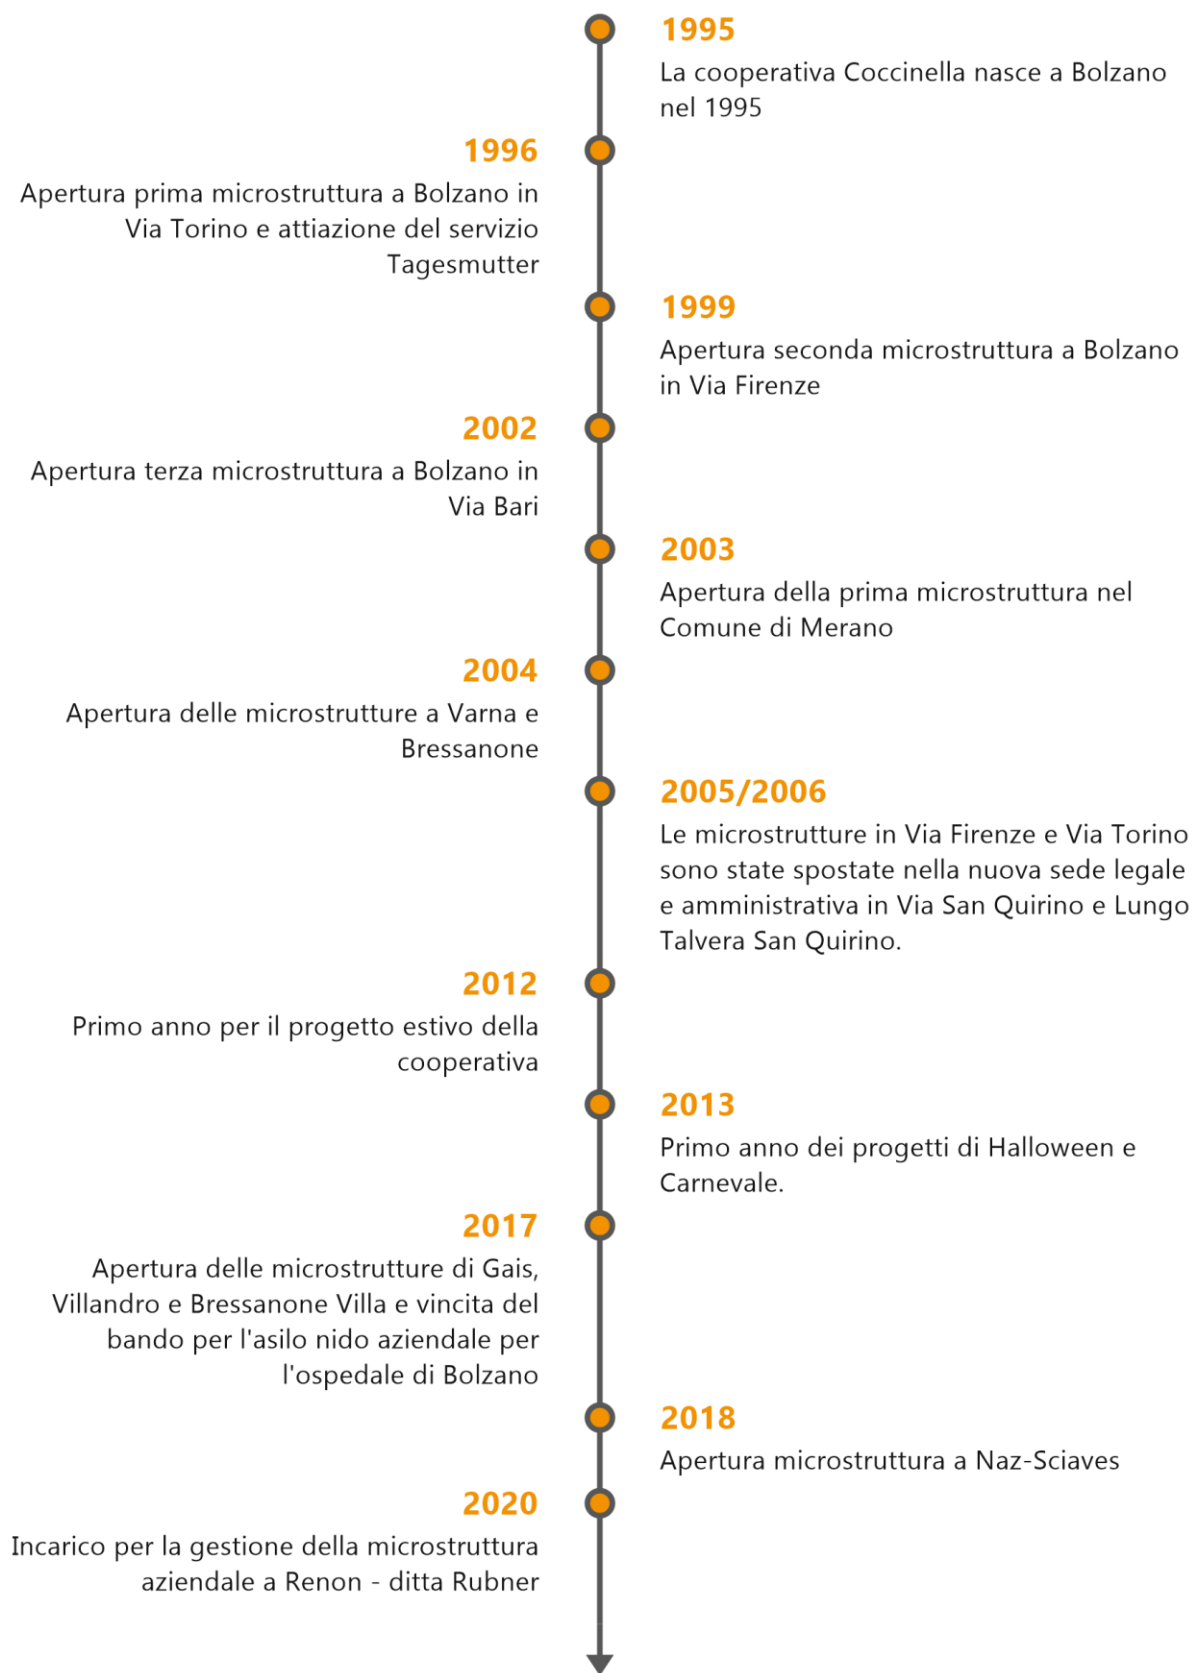 1995
La cooperativa Coccinella nasce a Bolzano
nel 1995
1996
Apertura prima microstruttura a Bolzano in
Via Torino e attiazione del servizio
Tagesmutter
1999
Apertura seconda microstruttura a Bolzano
in Via Firenze
2002
Apertura terza microstruttura a Bolzano in
Via Bari
2003
Apertura della prima microstruttura nel
Comune di Merano
2004
Apertura delle microstrutture a Varna e
Bressanone
2005/2006
Le microstrutture in Via Firenze e Via Torino
sono state spostate nella nuova sede legale
e amministrativa in Via San Quirino e Lungo
Talvera San Quirino.
2012
Primo anno per il progetto estivo della
cooperativa
2013
Primo anno dei progetti di Halloween e
Carnevale.
2017
Apertura delle microstrutture di Gais,
Villandro e Bressanone Villa e vincita del
bando per l'asilo nido aziendale per
l'ospedale di Bolzano
2018
Apertura microstruttura a Naz-Sciaves
2020
Incarico per la gestione della microstruttura
aziendale a Renon - ditta Rubner